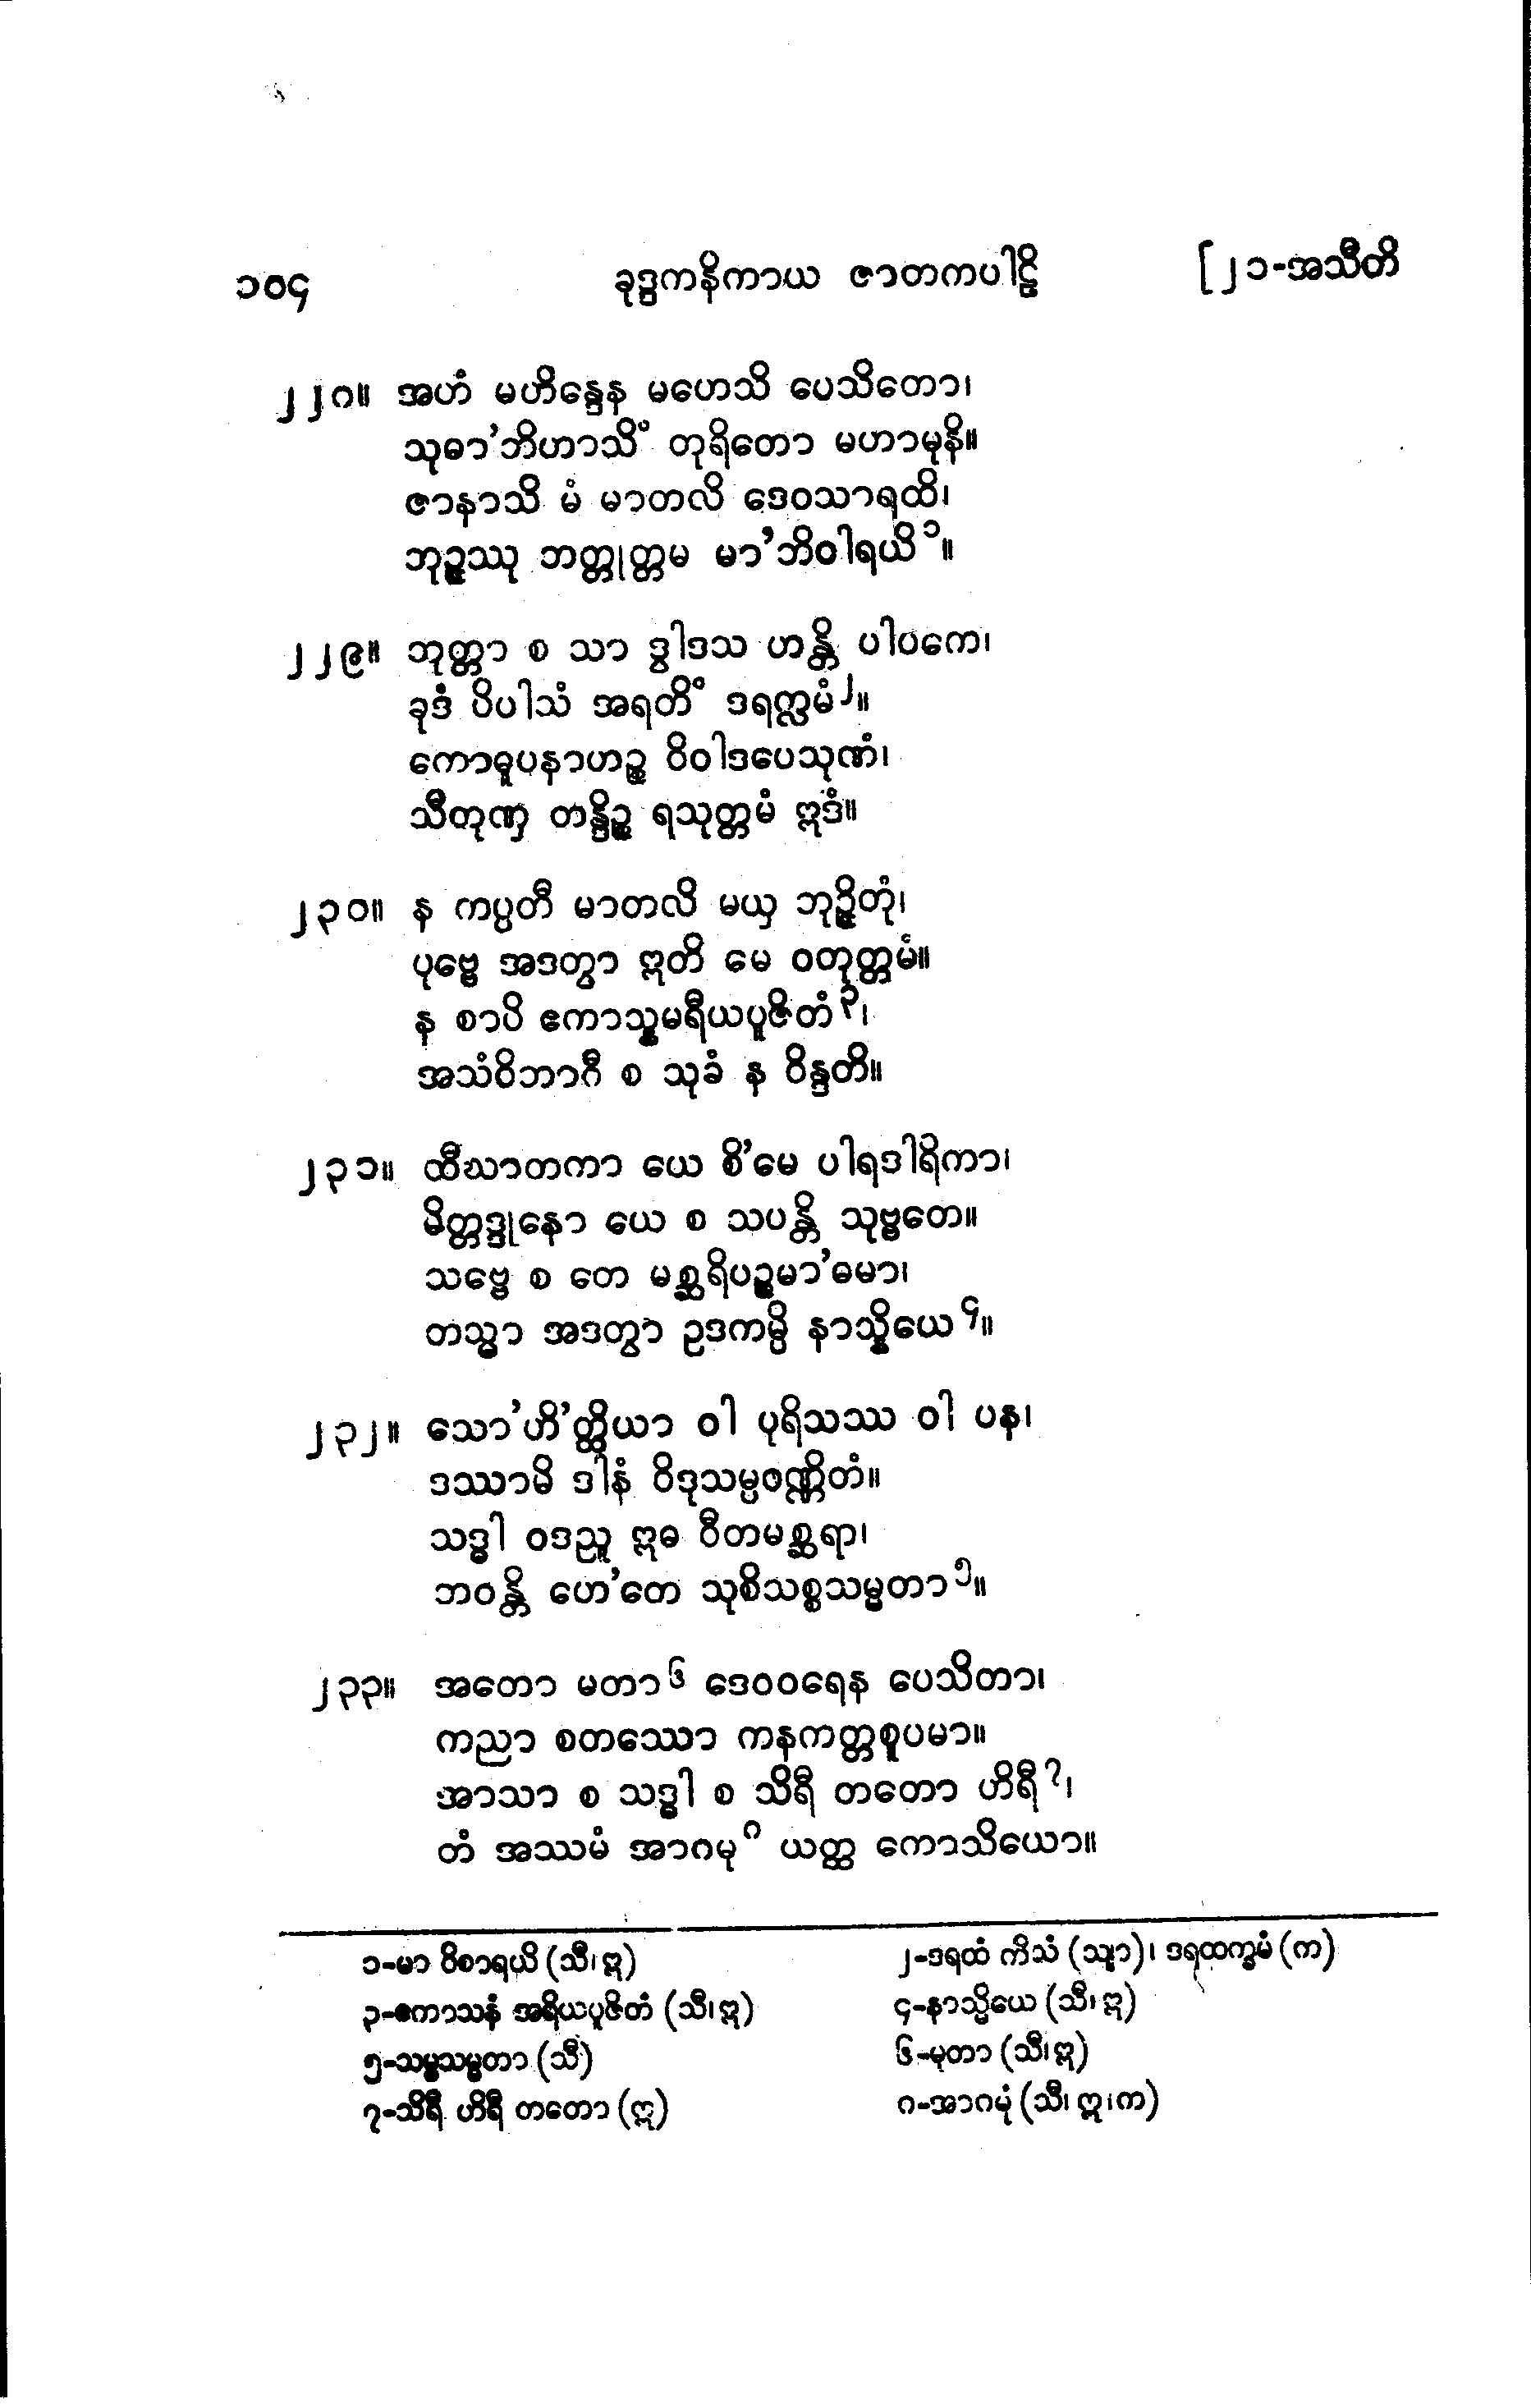 ၁၀၄ ခုဒ္ဒကနိကာယ ဇာတကပါဠိ [၂၁-အသီတိ
၂၂၈။ အဟံ မဟိန္ဒေန မဟေသိ ပေသိတော၊
သုဓာ'ဘိဟာသိံ တုရိတော မဟာမုနိ။
ဇာနာသိ မံ မာတလိ ဒေဝသာရထိ၊
ဘုဉ္ဇဿု ဘတ္တုတ္တမ မာ'ဘိဝါရယိ၁။
၂၂၉။ ဘုတ္တာ စ သာ ဒွါဒသ ဟန္တိ ပါပကေ၊
ခုဒံ ပိပါသံ အရတိံ ဒရက္လမံ၂။
ကောဓူပနာဟဉ္စ ဝိဝါဒပေသုဏံ၊
သီတုဏှ တန္ဒိဉ္စ ရသုတ္တမံ ဣဒံ။
၂၃၀။ န ကပ္ပတီ မာတလိ မယှ ဘုဉ္ဇိတုံ၊
ပုဗ္ဗေ အဒတွာ ဣတိ မေ ဝတုတ္တမံ။
န စာပိ ဧကာသ္နမရီယပူဇိတံ၃၊
အသံဝိဘာဂီ စ သုခံ န ဝိန္ဒတိ။
၂၃၁။ ထီဃာတကာ ယေ စိ'မေ ပါရဒါရိကာ၊
မိတ္တဒ္ဒုနော ယေ စ သပန္တိ သုဗ္ဗတေ။
သဗ္ဗေ စ တေ မစ္ဆရိပဉ္စမာ'ဓမာ၊
တသ္မာ အဒတွာ ဥဒကမ္ပိ နာသ္နိယေ၄။
၂၃၂။ သော'ဟိ'တ္ထိယာ ဝါ ပုရိသဿ ဝါ ပန၊
ဒဿာမိ ဒါနံ ဝိဒုသမ္ပဝဏ္ဏိတံ။
သဒ္ဓါ ဝဒညူ ဣဓ ဝီတမစ္ဆရာ၊
ဘဝန္တိ ဟေ'တေ သုစိသစ္စသမ္မတာ၅။
၂၃၃။ အတော မတာ၆ ဒေဝဝရေန ပေသိတာ၊
ကညာ စတဿော ကနကတ္တစူပမာ။
အာသာ စ သဒ္ဓါ စ သိရီ တတော ဟိရီ၇၊
တံ အဿမံ အာဂမု၈ ယတ္ထ ကောသိယော။
၁-မာ ဝိစာရယိ (သီ၊ ဣ) ၂-ဒရထံ ကိသံ (သျာ)၊ ဒရထက္ခမံ (က)
၃-ဧကာသနံ အရိယပူဇိတံ (သီ၊ ဣ) ၄-နာသ္မိယေ (သီ၊ ဣ)
၅-သမ္မသမ္မတာ (သီ) ၆-မုတာ (သီ၊ ဣ)
၇-သိရီ ဟိရီ တတော (ဣ) ၈-အာဂမုံ (သီ၊ ဣ၊ က)